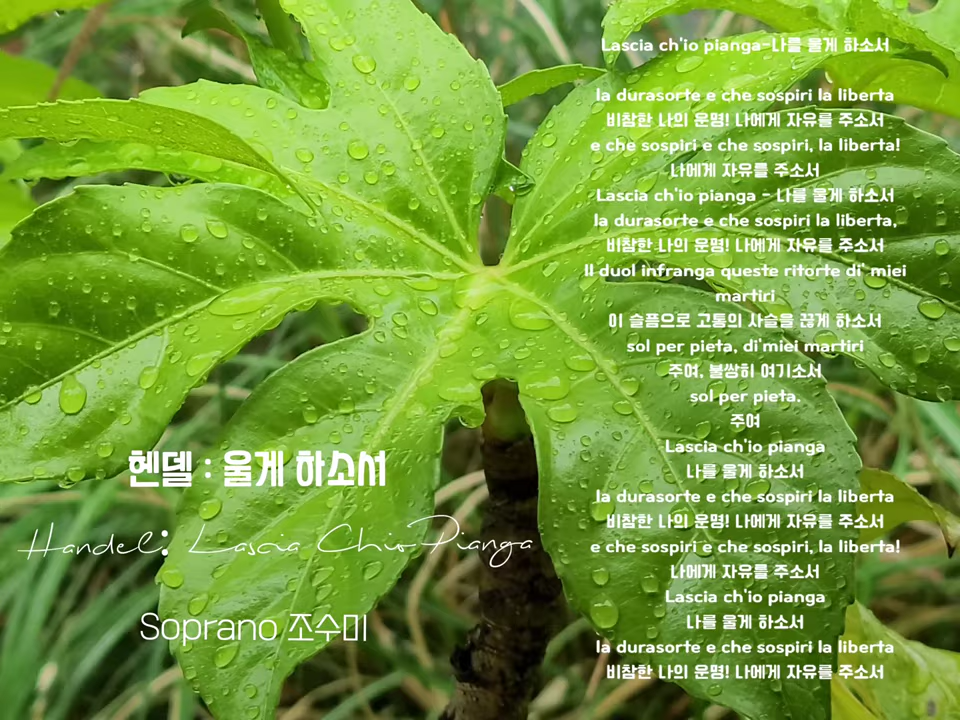 Lascia ch'io pianga-나를 울게 하소서
la durasorte e che sospiri la liberta
비참한 나의 운명! 나에게 자유를 주소서
e che sospiri e che sospiri, la liberta!
나에게 자유를 주소서
Lascia ch'io pianga - 나를 울게 하소서
la durasorte e che sospiri la liberta,
비참한 나의 운명! 나에게 자유를 주소서
Il duol infranga queste ritorte di' miei
martiri
이 슬픔으로 고통의 사슬을 끊게 하소서
sol per pieta, di'miei martiri
주여, 불쌍히 여기소서
sol per pieta.
주여
Lascia ch'io pianga
나를 울게 하소서
la durasorte e che sospiri la liberta
비참한 나의 운명! 나에게 자유를 주소서
e che sospiri e che sospiri, la liberta!
나에게 자유를 주소서
Lascia ch'io pianga
나를 울게 하소서
la durasorte e che sospiri la liberta
비참한 나의 운명! 나에게 자유를 주소서
헨델 : 울게 하소서
Handel: Lascia Chio Pianga
Soprano 조수미